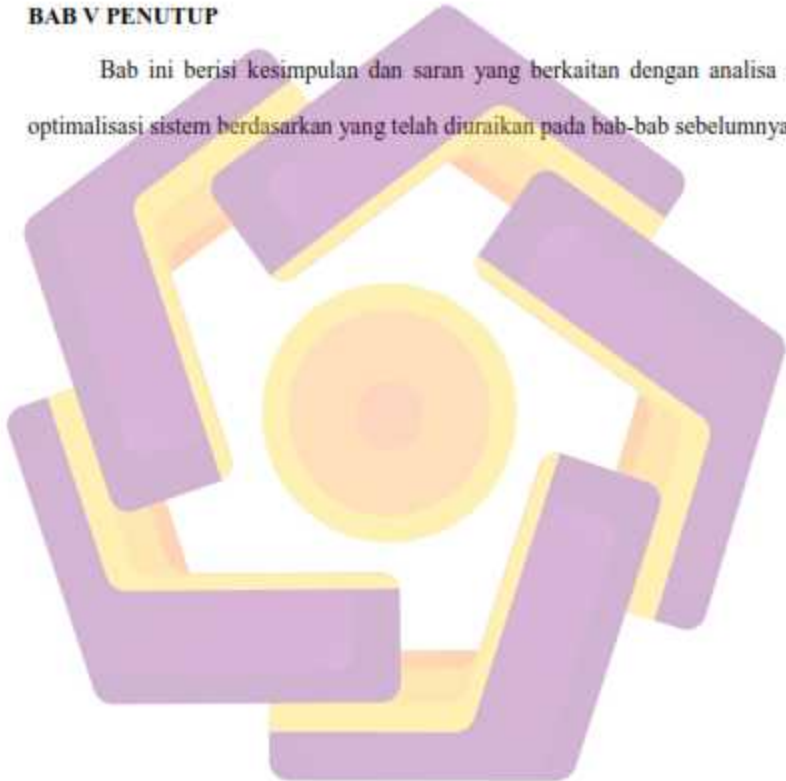 BAB V PENUTUP
Bab ini berisi kesimpulan dan saran yang berkaitan dengan analisa
optimalisasi sistem berdasarkan yang telah diuraikan pada bab-bab sebelumnya